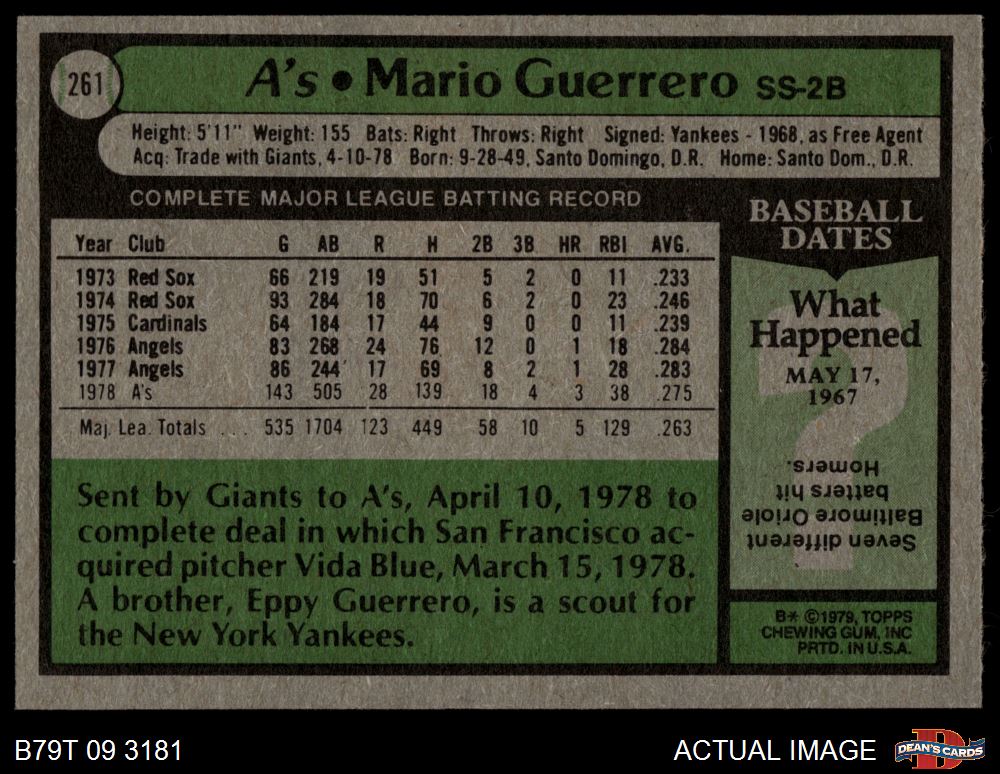 261
A's • Mario Guerrero SS-2B
Height: 5'11" Weight: 155 Bats: Right Throws: Right Signed: Yankees - 1968, as Free Agent
Acq: Trade with Giants, 4-10-78 Born: 9-28-49, Santo Domingo, D.R. Home: Santo Dom., D.R.
COMPLETE MAJOR LEAGUE BATTING RECORD
Year Club G AB R H 2B 3B HR RBI AVG.
1973 Red Sox 66 219 19 51 5 2 0 11 .233
1974 Red Sox 93 284 18 70 6 2 0 23 .246
1975 Cardinals 64 184 17 44 9 0 0 11 .239
1976 Angels 83 268 24 76 12 0 1 18 .284
1977 Angels 86 244 17 69 8 2 1 28 .283
1978 A's 143 505 28 139 18 4 3 38 .275
Maj. Lea. Totals . . . 535 1704 123 449 58 10 5 129 .263
Sent by Giants to A's, April 10, 1978 to
complete deal in which San Francisco ac-
quired pitcher Vida Blue, March 15, 1978.
A brother, Eppy Guerrero, is a scout for
the New York Yankees.
BASEBALL
DATES
What
Happened
MAY 17,
1967
?
Seven different
Baltimore Oriole
batters hit
Homers.
B* ©1979, TOPPS
CHEWING GUM, INC
PRTD. IN U.S.A.
B79T 09 3181
ACTUAL IMAGE
D
DEAN'S CARDS